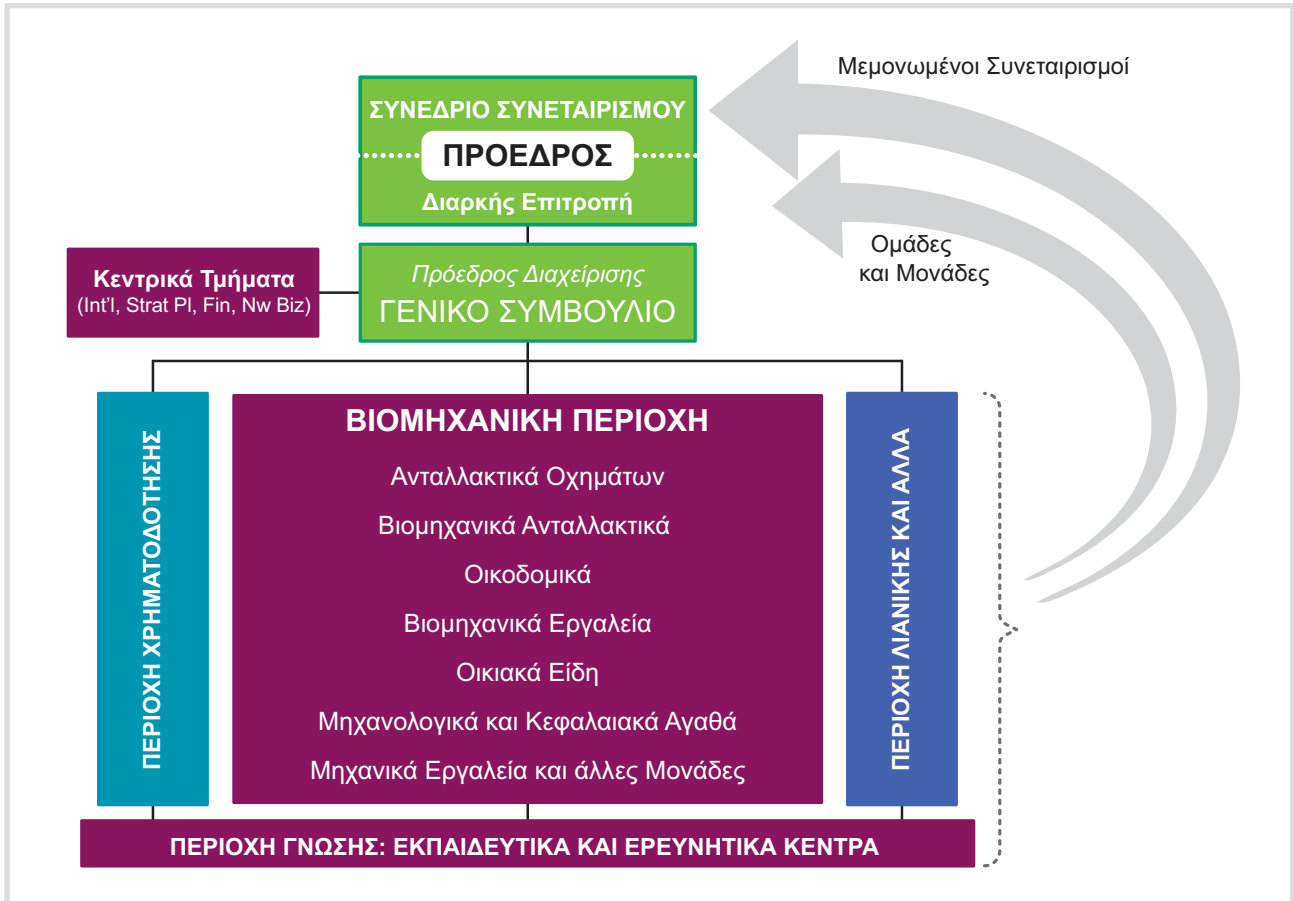 Μεμονωμένοι Συνεταιρισμοί
ΣΥΝΕΔΡΙΟ ΣΥΝΕΤΑΙΡΙΣΜΟΥ
ΠΡΟΕΔΡΟΣ
Διαρκής Επιτροπή
Ομάδες
και Μονάδες
Κεντρικά Τμήματα
(Int'l, Strat Pl, Fin, Nw Biz)
Πρόεδρος Διαχείρισης
ΓΕΝΙΚΟ ΣΥΜΒΟΥΛΙΟ
ΠΕΡΙΟΧΗ ΧΡΗΜΑΤΟΔΟΤΗΣΗΣ
ΒΙΟΜΗΧΑΝΙΚΗ ΠΕΡΙΟΧΗ
Ανταλλακτικά Οχημάτων
Βιομηχανικά Ανταλλακτικά
Οικοδομικά
Βιομηχανικά Εργαλεία
Οικιακά Είδη
Μηχανολογικά και Κεφαλαιακά Αγαθά
Μηχανικά Εργαλεία και άλλες Μονάδες
ΠΕΡΙΟΧΗ ΛΙΑΝΙΚΗΣ ΚΑΙ ΑΛΛΑ
ΠΕΡΙΟΧΗ ΓΝΩΣΗΣ: ΕΚΠΑΙΔΕΥΤΙΚΑ ΚΑΙ ΕΡΕΥΝΗΤΙΚΑ ΚΕΝΤΡΑ